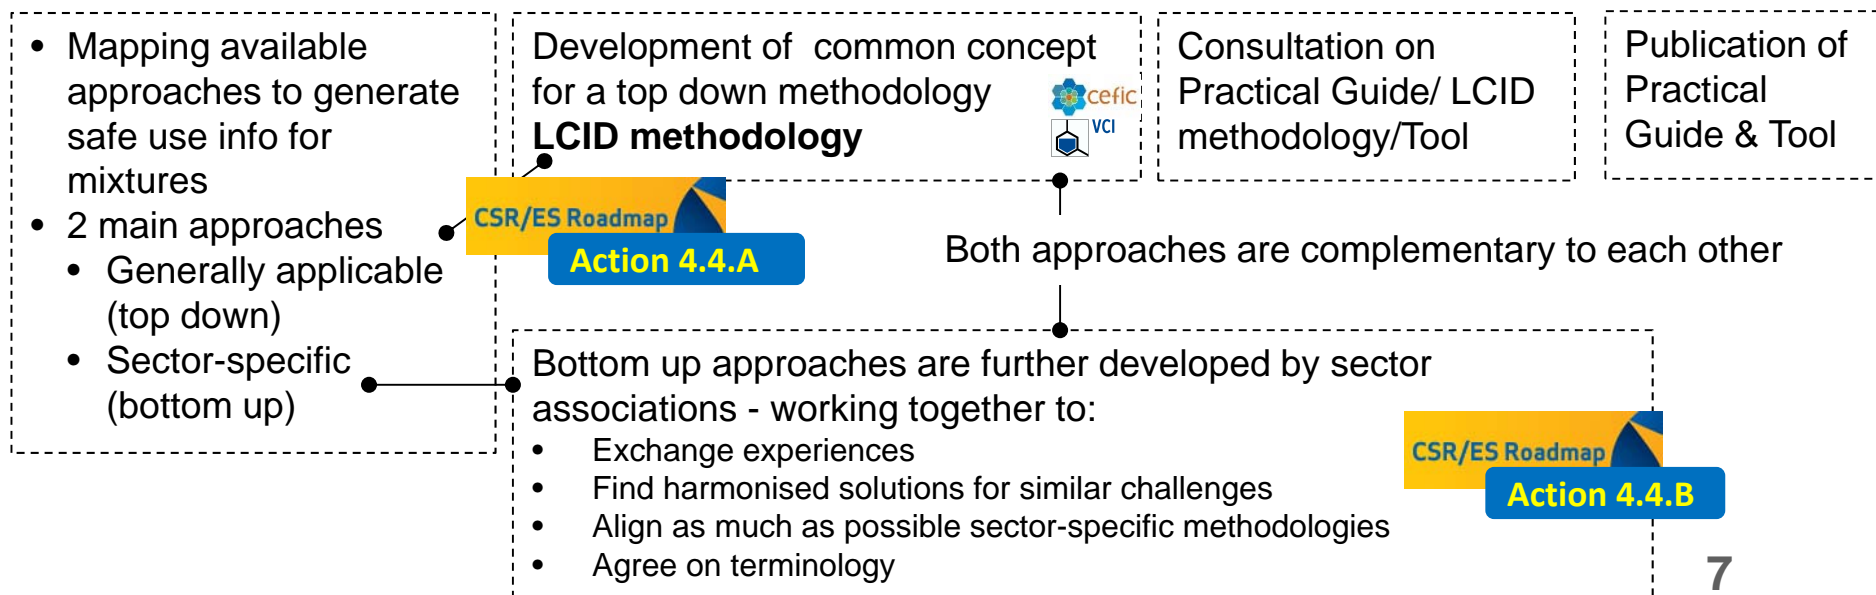 • Mapping available
approaches to generate
safe use info for
mixtures
• 2 main approaches
• Generally applicable
(top down)
• Sector-specific
(bottom up)
Development of common concept
for a top down methodology
LCID methodology
cefic
VCI
CSR/ES Roadmap
Action 4.4.A
Consultation on
Practical Guide/ LCID
methodology/Tool
Publication of
Practical
Guide & Tool
Both approaches are complementary to each other
Bottom up approaches are further developed by sector
associations - working together to:
• Exchange experiences
• Find harmonised solutions for similar challenges
• Align as much as possible sector-specific methodologies
• Agree on terminology
CSR/ES Roadmap
Action 4.4.B
7